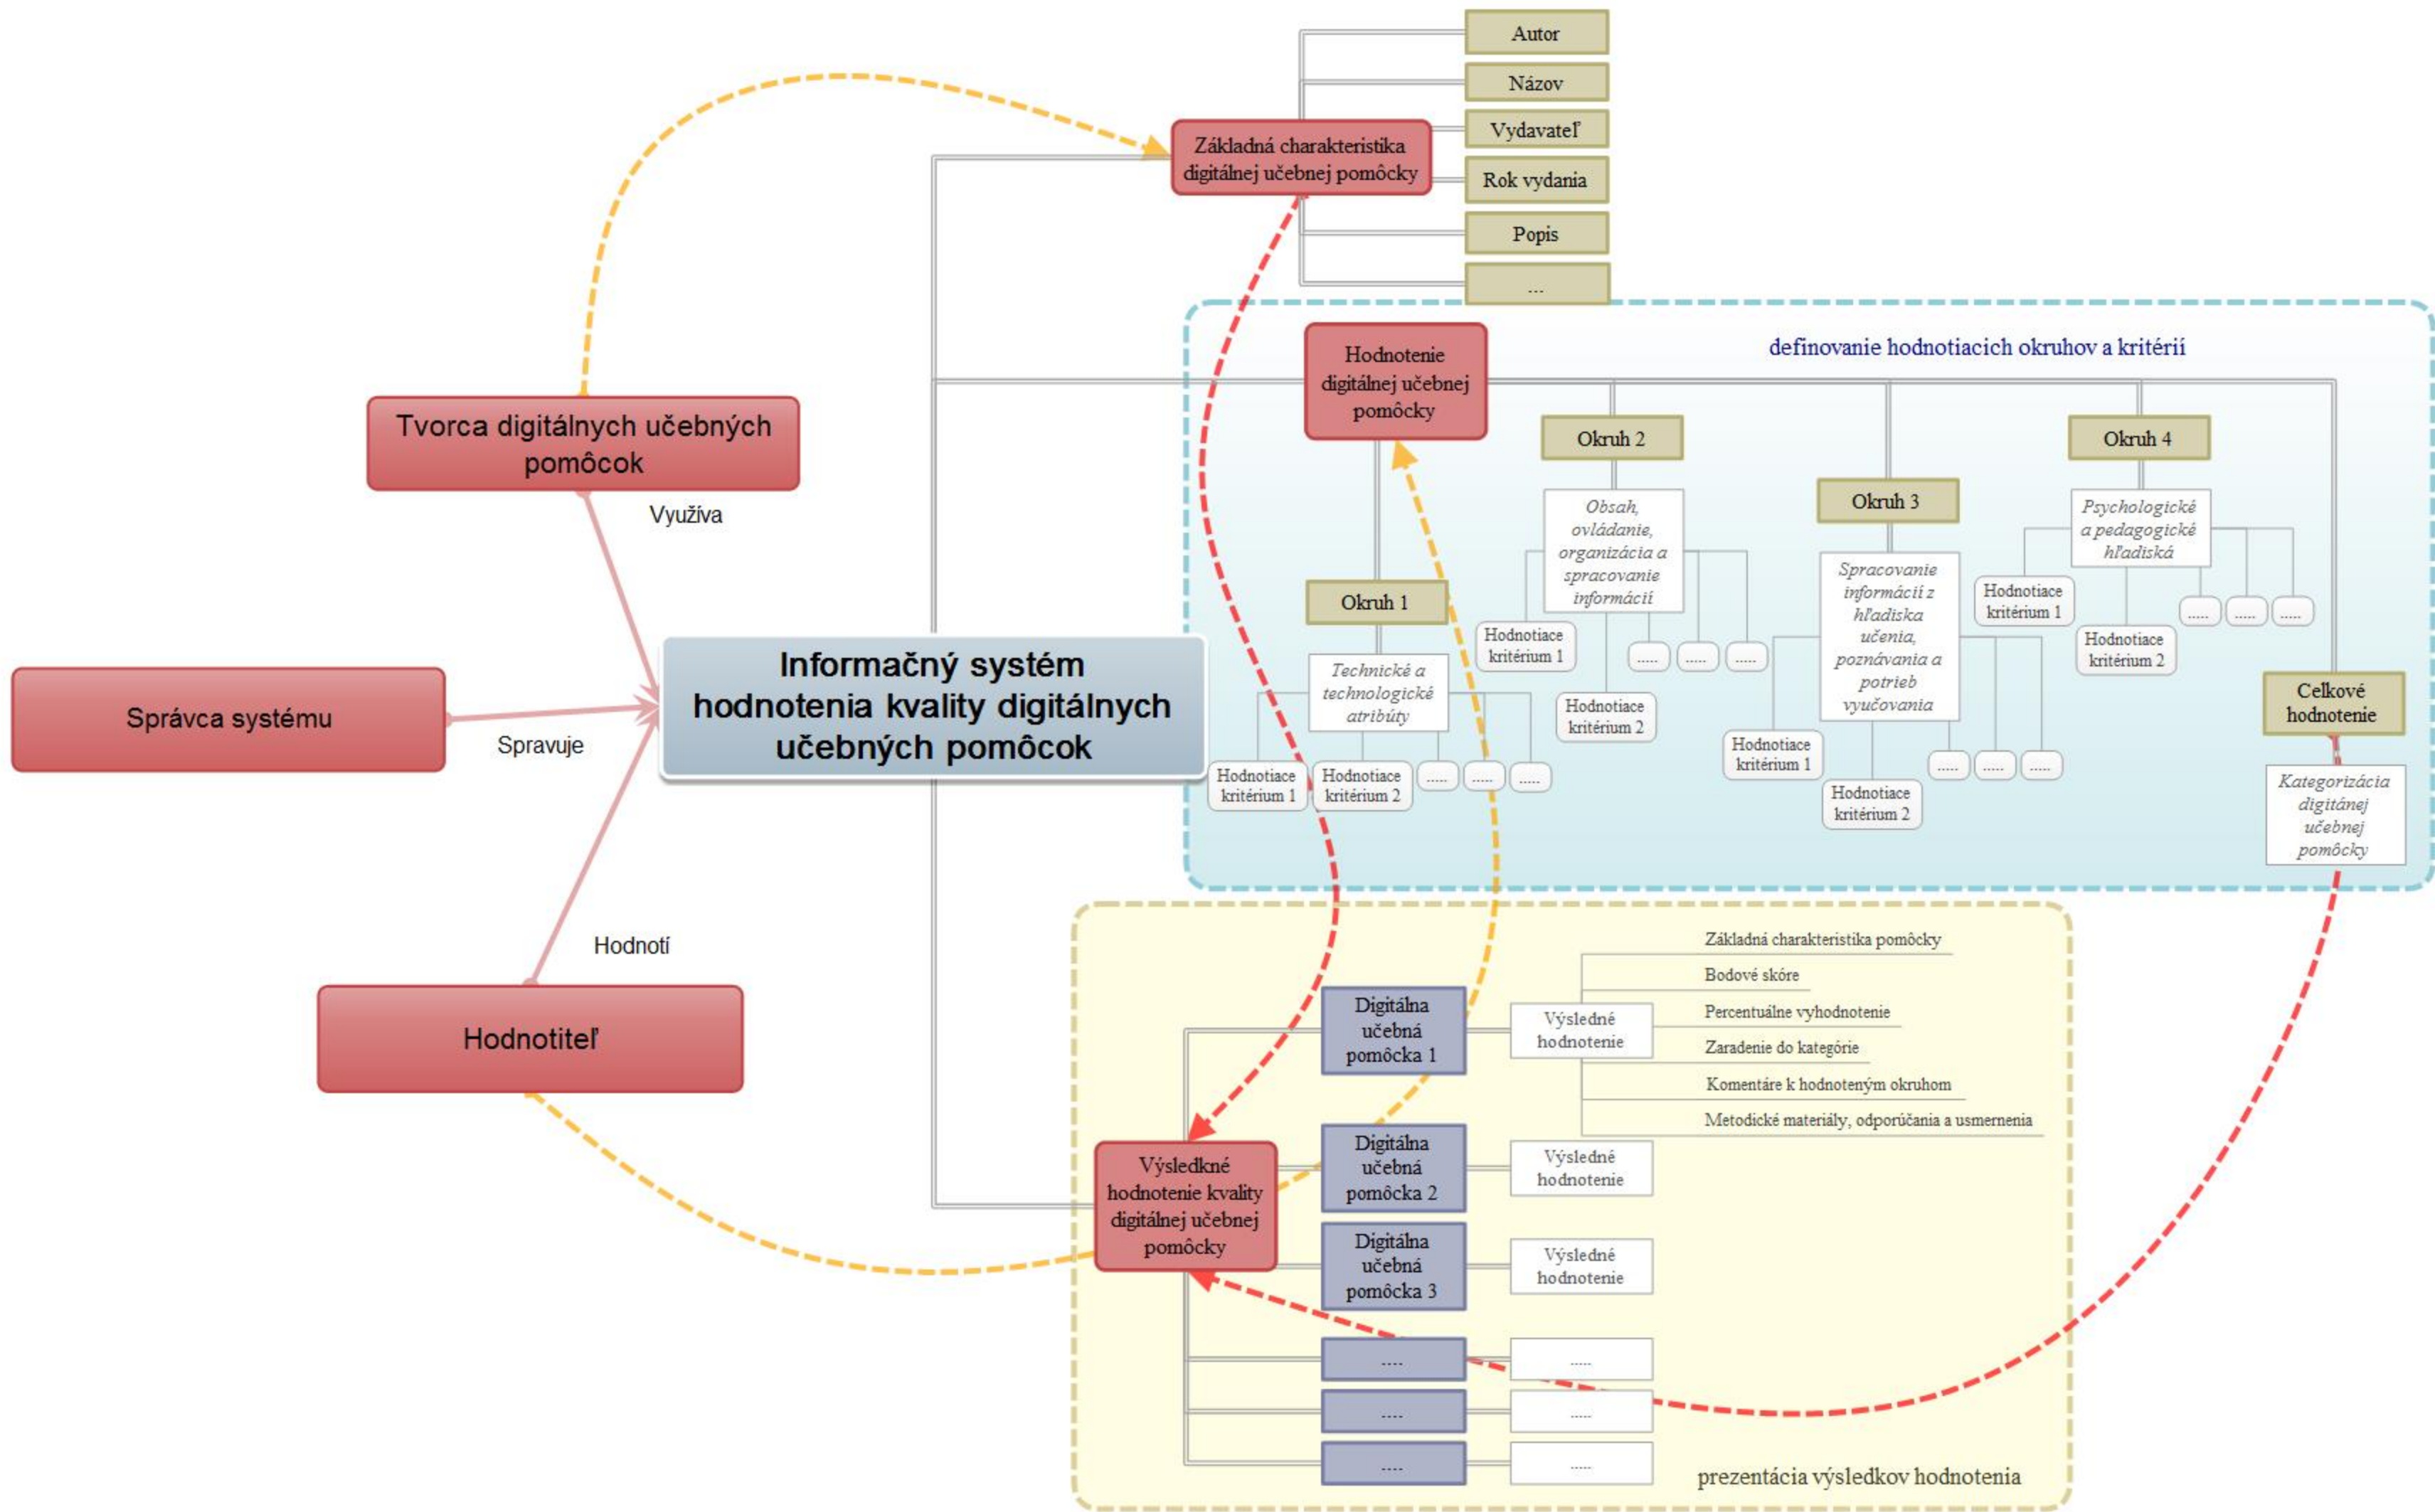 Autor
Názov
Vydavateľ
Rok vydania
Popis
...
Základná charakteristika
digitálnej učebnej pomôcky
Tvorca digitálnych učebných
pomôcok
Využíva
Správca systému
Spravuje
Hodnotiteľ
Hodnotí
Informačný systém
hodnotenia kvality digitálnych
učebných pomôcok
definovanie hodnotiacich okruhov a kritérií
Hodnotenie
digitálnej učebnej
pomôcky
Okruh 1
Technické a
technologické
atribúty
Hodnotiace
kritérium 1
Hodnotiace
kritérium 2
.....
.....
.....
Okruh 2
Obsah,
ovládanie,
organizácia a
spracovanie
informácií
Hodnotiace
kritérium 1
Hodnotiace
kritérium 2
.....
.....
.....
Okruh 3
Spracovanie
informácií z
hľadiska
učenia,
poznávania a
potrieb
vyučovania
Hodnotiace
kritérium 1
Hodnotiace
kritérium 2
.....
.....
.....
Okruh 4
Psychologické
a pedagogické
hľadiská
Hodnotiace
kritérium 1
Hodnotiace
kritérium 2
.....
.....
.....
Celkové
hodnotenie
Kategorizácia
digitánej
učebnej
pomôcky
Výsledkné
hodnotenie kvality
digitálnej učebnej
pomôcky
Digitálna
učebná
pomôcka 1
Výsledné
hodnotenie
Základná charakteristika pomôcky
Bodové skóre
Percentuálne vyhodnotenie
Zaradenie do kategórie
Komentáre k hodnoteným okruhom
Metodické materiály, odporúčania a usmernenia
Digitálna
učebná
pomôcka 2
Výsledné
hodnotenie
Digitálna
učebná
pomôcka 3
Výsledné
hodnotenie
....
.....
....
.....
....
.....
prezentácia výsledkov hodnotenia